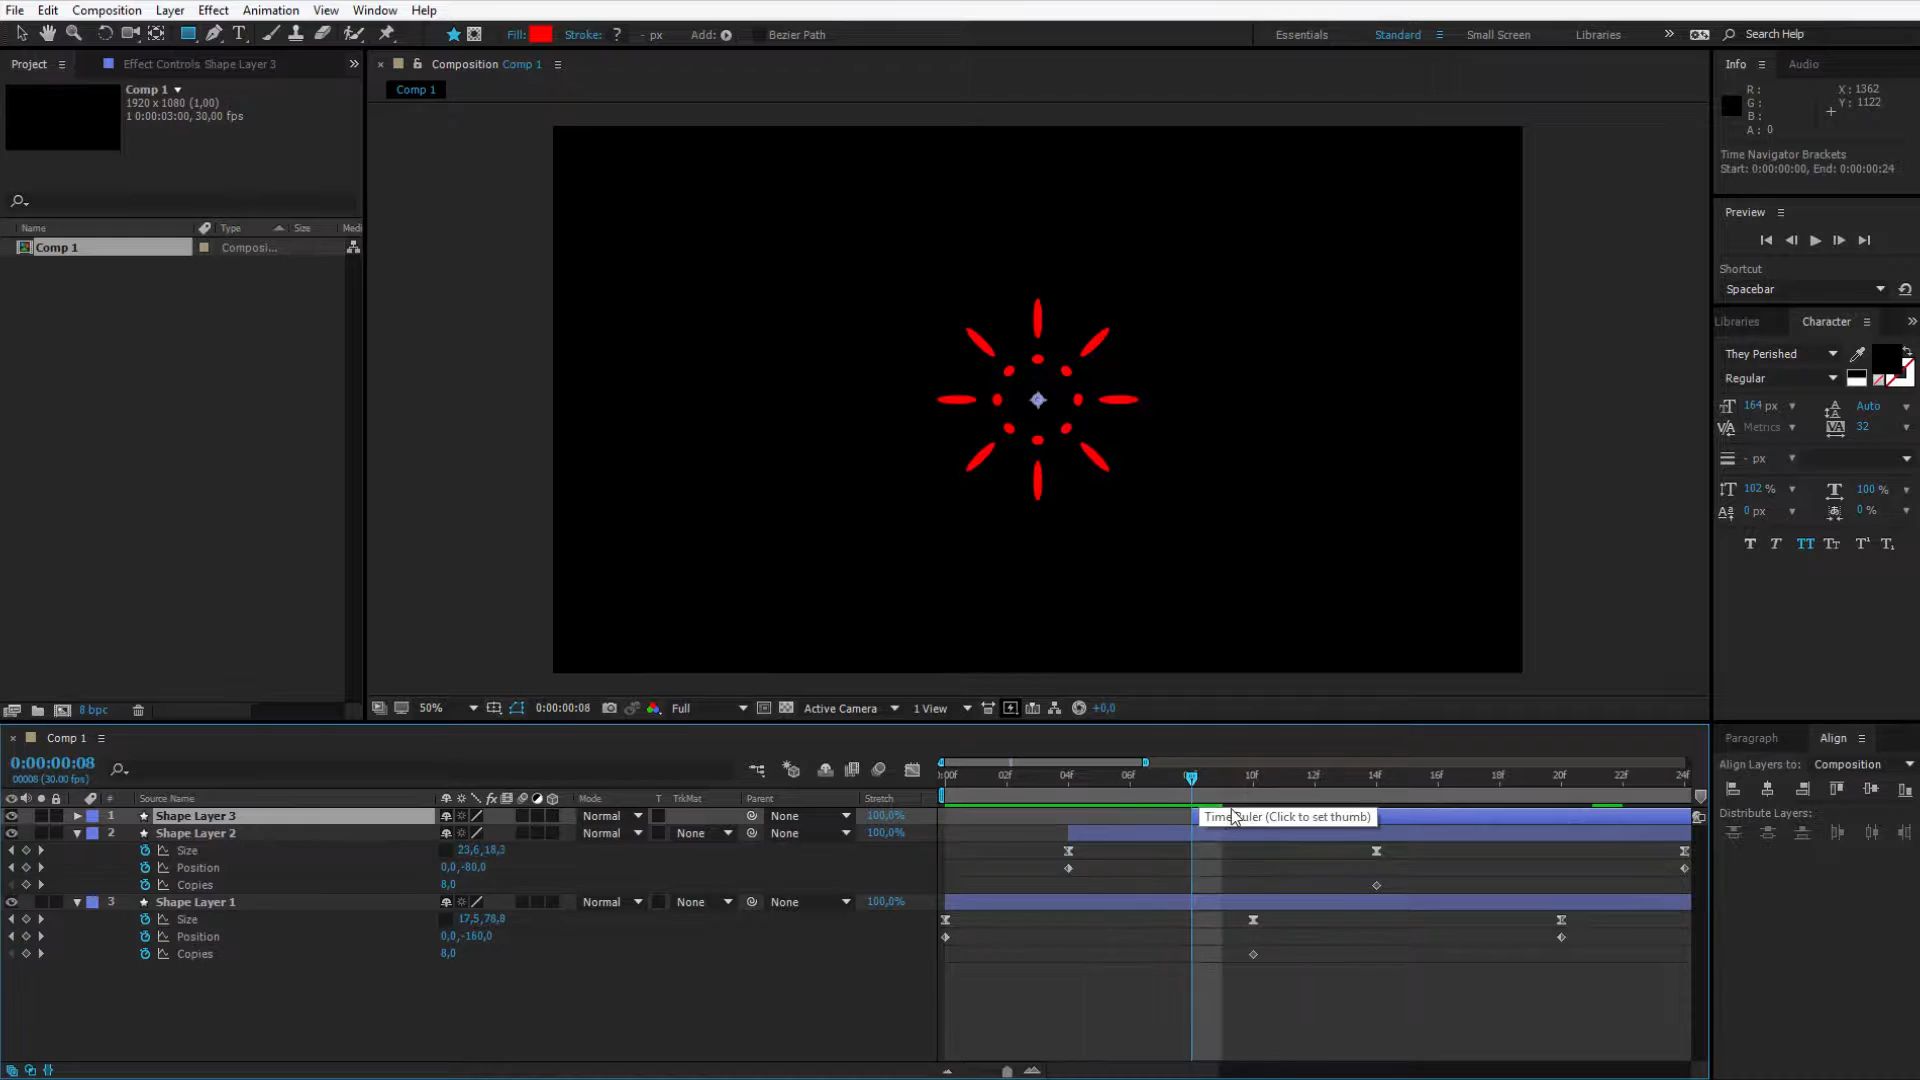 File Edit Composition Layer Effect Animation View Window Help
Fill: Stroke: ? - px Add: Bezier Path Essentials Standard Small Screen Libraries Search Help
Project Effect Controls Shape Layer 3
Composition Comp 1
Info Audio
Comp 1
1920 x 1080 (1,00)
1 0:00:03:00, 30,00 fps
Comp 1
R:
G:
B:
A: 0
X: 1362
Y: 1122
Time Navigator Brackets
Start: 0:00:00:00, End: 0:00:00:24
Preview
Shortcut
Spacebar
Name Type Size Medi
Comp 1 Composi...
Libraries Character
They Perished
Regular
164 px Auto
Metrics 32
- px
102 % 100 %
0 px 0 %
T T TT Tт T¹ T₁
8 bpc
50% 0:00:00:08 Full Active Camera 1 View +0,0
Comp 1
Paragraph Align
0:00:00:08
00008 (30.00 fps)
Align Layers to: Composition
:00f 02f 04f 06f 10f 12f 14f 16f 18f 20f 22f 24f
# Source Name Mode T TrkMat Parent Stretch
Distribute Layers:
1 Shape Layer 3 Normal None 100,0%
Time Ruler (Click to set thumb)
2 Shape Layer 2 Normal None None 100,0%
Size 23,6,18,3
Position 0,0,-80,0
Copies 8,0
3 Shape Layer 1 Normal None None 100,0%
Size 17,5,78,8
Position 0,0,-160,0
Copies 8,0